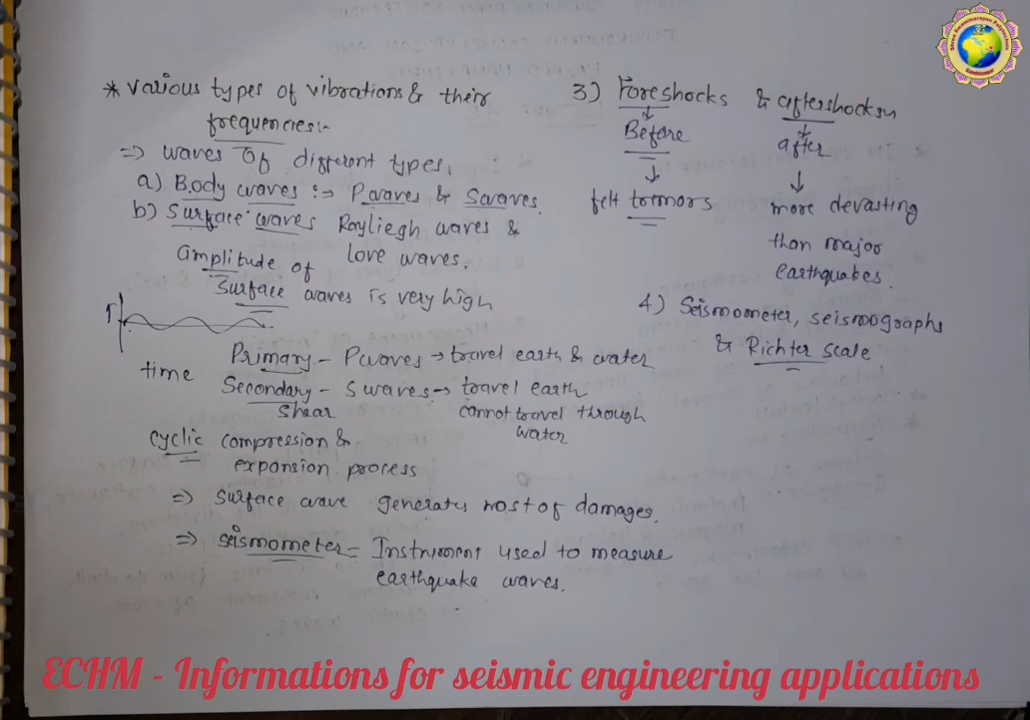 * Various types of vibrations & their
frequencies:-
=> waves of different types.
a) Body waves :-> P waves & S waves.
b) Surface waves Rayliegh waves &
love waves.
amplitude of
surface waves is very high
time
Primary - P waves → travel earth & water
Secondary - S waves → travel earth
Shear
cannot travel through
water
cyclic compression &
expansion process
=> surface wave generates most of damages.
=> seismometer = Instrument used to measure
earthquake waves.
3) Foreshocks & aftershocks
Before
after
felt tormors
more devasting
than major
earthquakes.
4) Seismometer, seismographs
& Richter scale
ECHM - Informations for seismic engineering applications